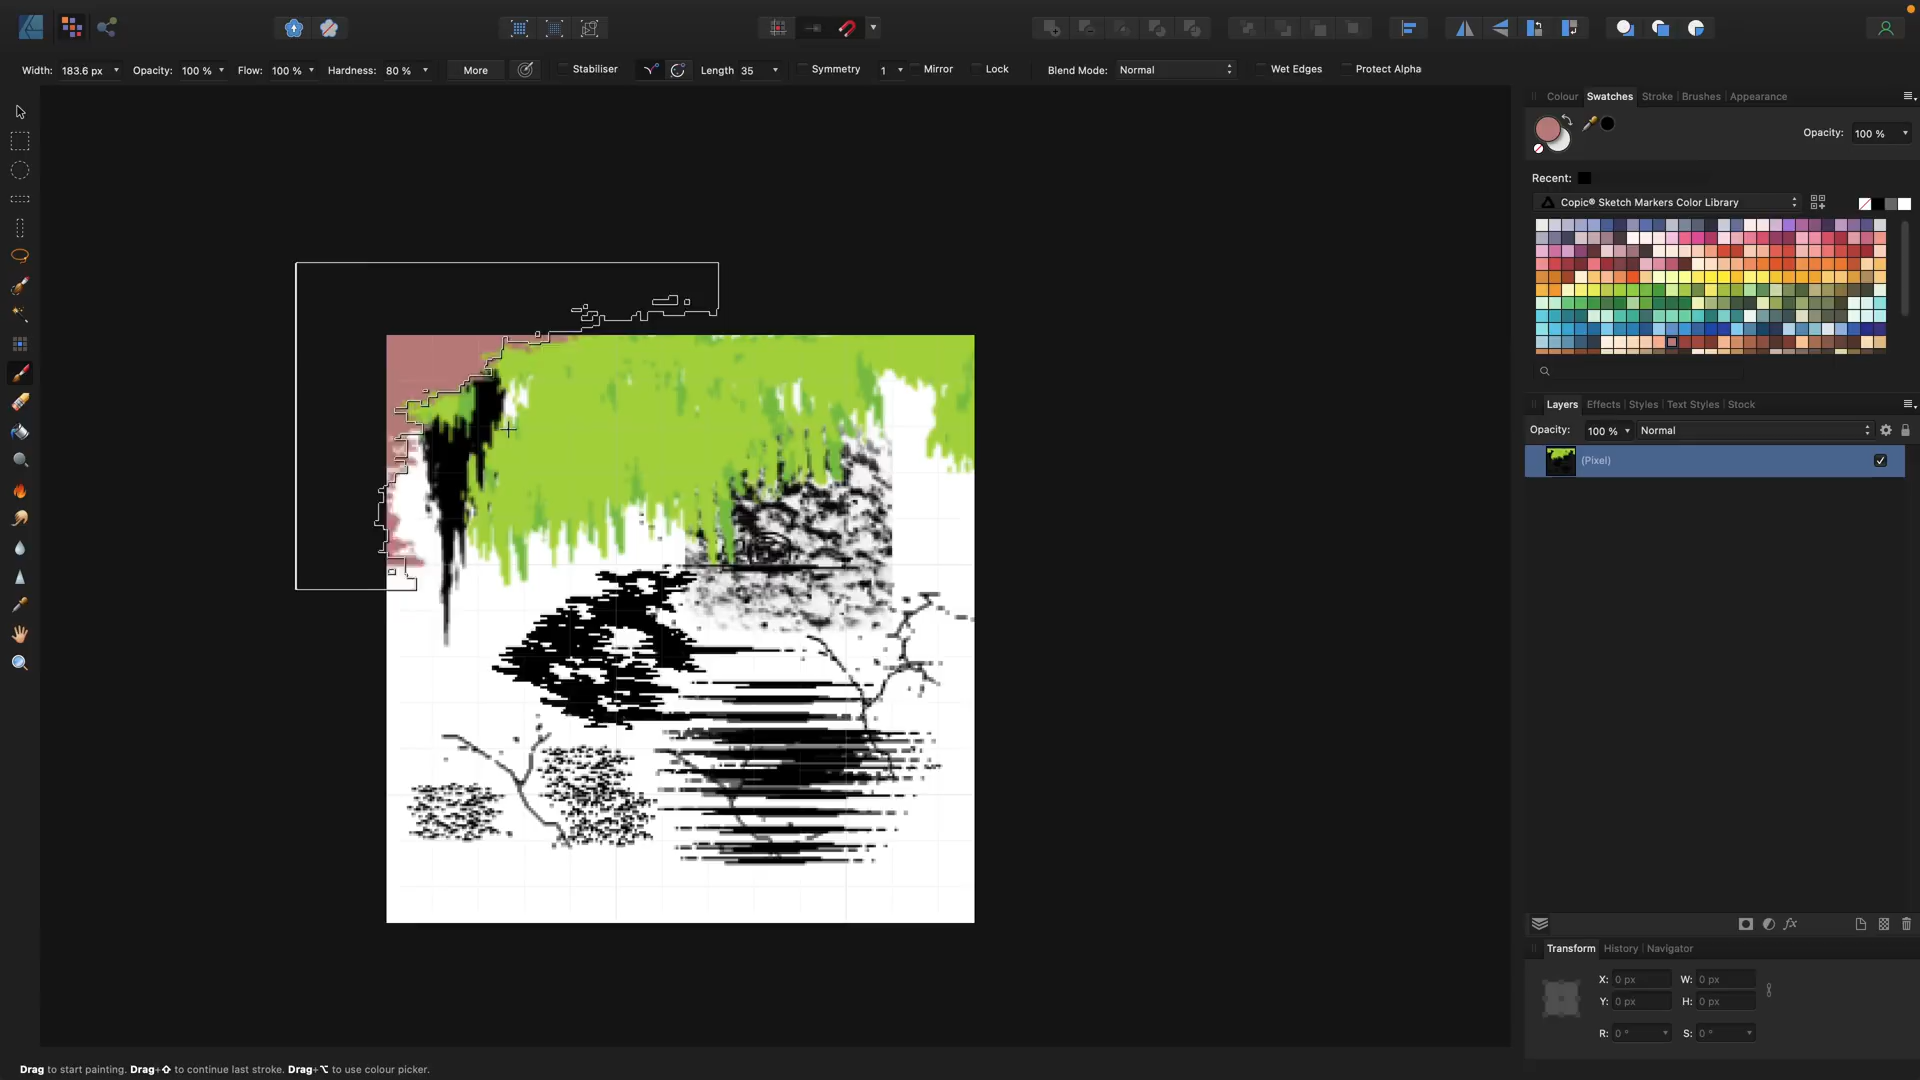 Width: 183.6 px Opacity: 100 % Flow: 100 % Hardness: 80 % More Stabiliser Length 35 Symmetry 1 Mirror Lock Blend Mode: Normal Wet Edges Protect Alpha
Colour Swatches Stroke Brushes Appearance
Opacity: 100 %
Recent:
Copic® Sketch Markers Color Library
Layers Effects Styles Text Styles Stock
Opacity: 100 % Normal
(Pixel)
fx
Transform History Navigator
X: 0 px W: 0 px
Y: 0 px H: 0 px
R: 0 ° S: 0 °
Drag to start painting. Drag+⇧ to continue last stroke. Drag+⌥ to use colour picker.